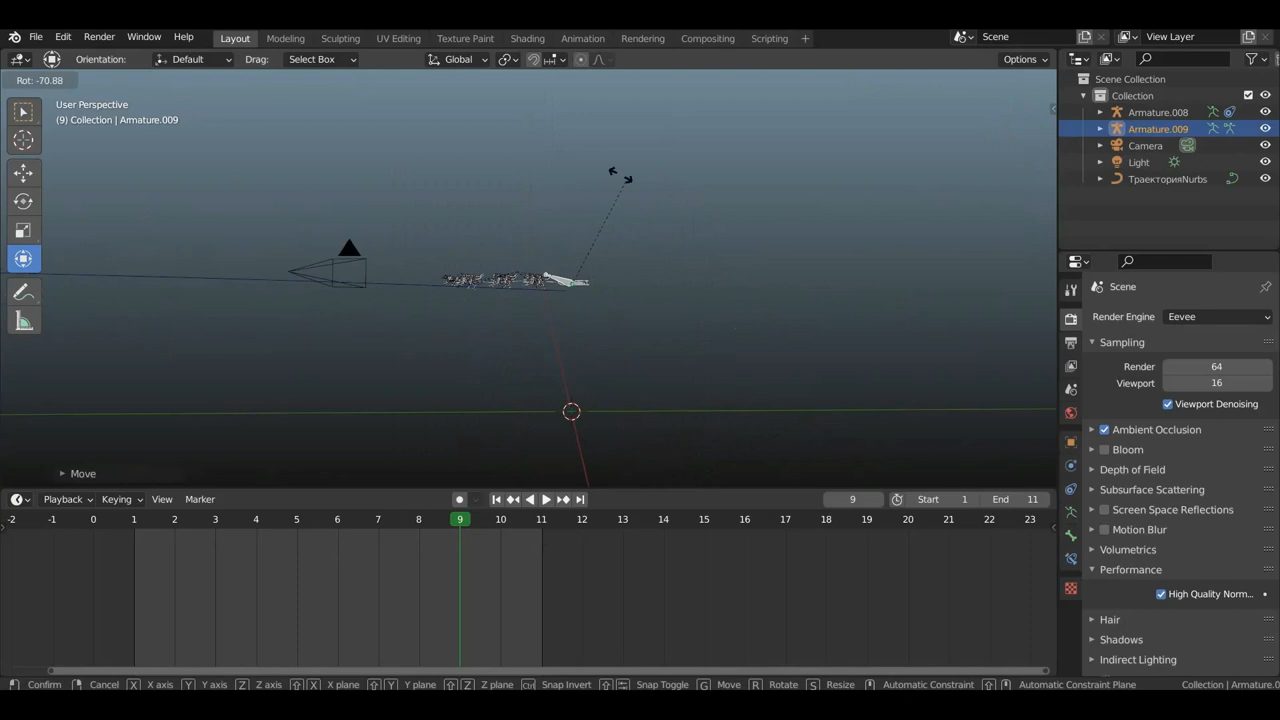 File Edit Render Window Help Layout Modeling Sculpting UV Editing Texture Paint Shading Animation Rendering Compositing Scripting + Scene View Layer
Orientation: Default Drag: Select Box Global Options
Rot: -70.88
User Perspective
(9) Collection | Armature.009
Scene Collection
Collection
Armature.008
Armature.009
Camera
Light
ТраекторияNurbs
Scene
Render Engine Eevee
Sampling
Render 64
Viewport 16
Viewport Denoising
Ambient Occlusion
Bloom
Depth of Field
Subsurface Scattering
Screen Space Reflections
Motion Blur
Volumetrics
Performance
High Quality Norm...
Hair
Shadows
Indirect Lighting
Move
Playback Keying View Marker 9 Start 1 End 11
-2 -1 0 1 2 3 4 5 6 7 8 9 10 11 12 13 14 15 16 17 18 19 20 21 22 23
Confirm Cancel X X axis Y Y axis Z Z axis X X plane Y Y plane Z Z plane Ctrl Snap Invert Snap Toggle G Move R Rotate S Resize Automatic Constraint Automatic Constraint Plane Collection | Armature.0